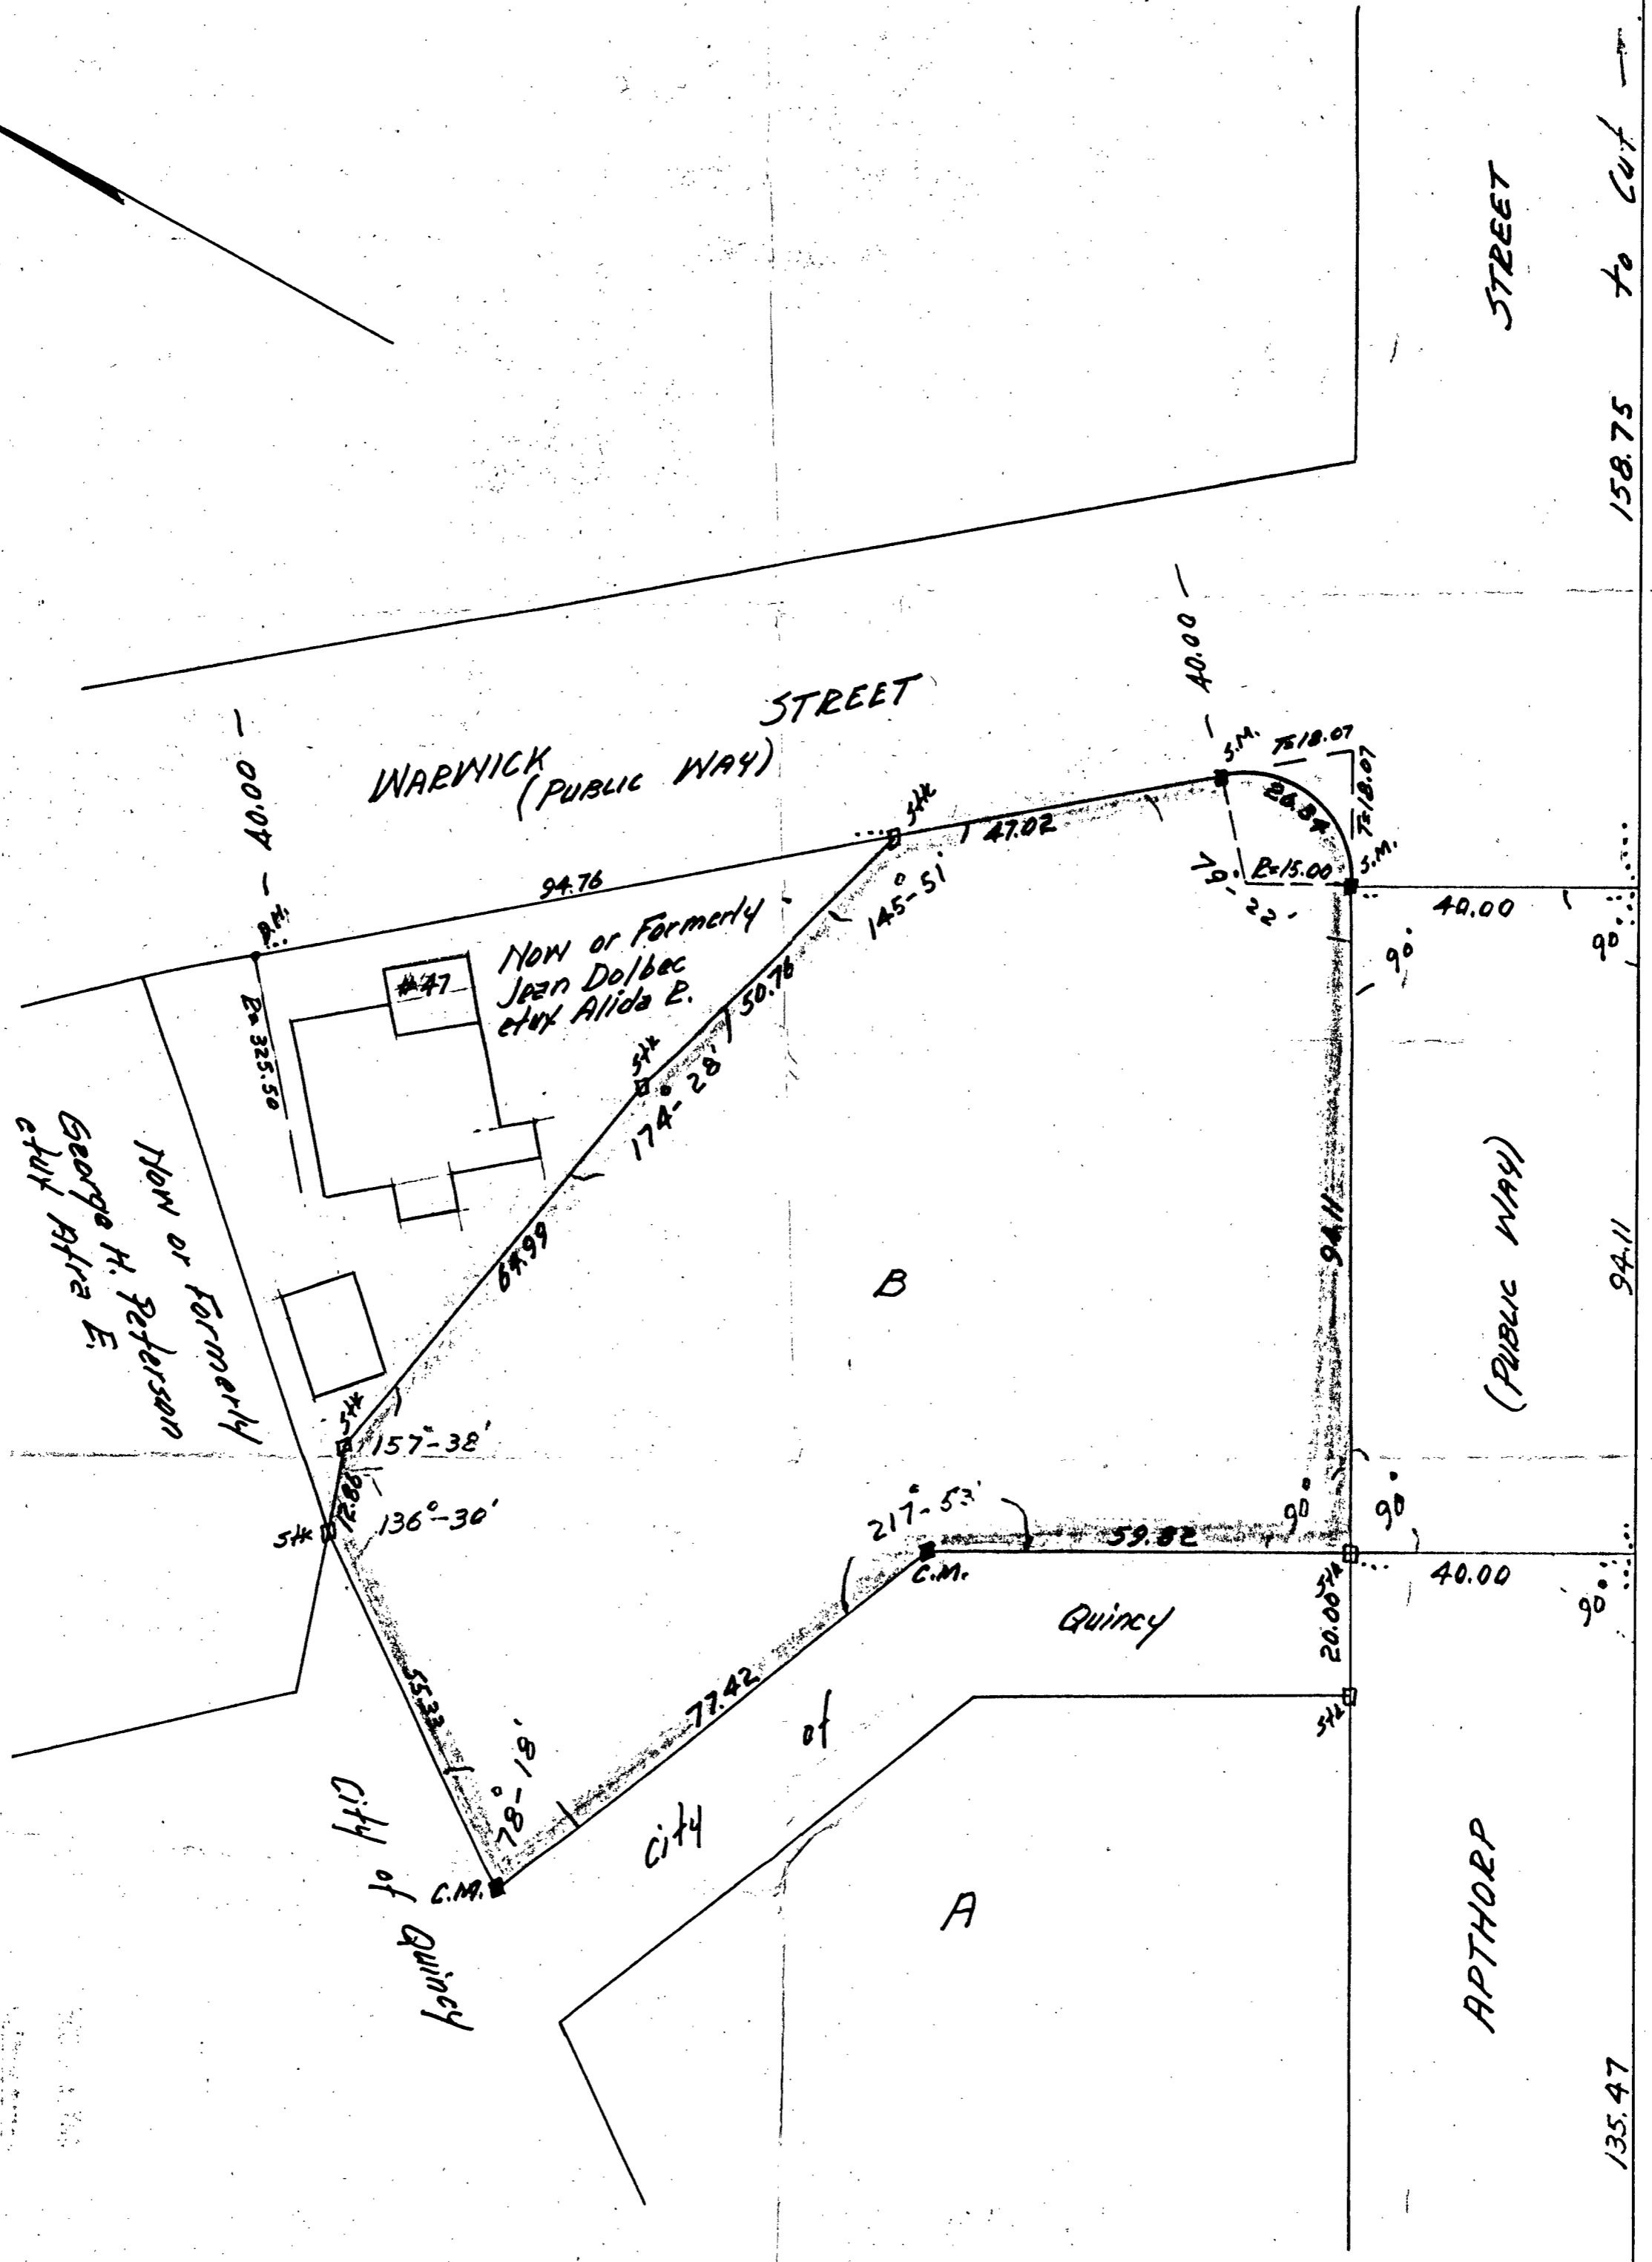 STREET
158.75 to Cut —
— 40.00 —
STREET
WARWICK
(PUBLIC WAY)
— 40.00 —
S.M.
T=18.07
T=18.07
26.84
S.M.
R=15.00
79°-22'
40.00
90°
90°
Stk
47.02
145°-51'
94.76
D.H.
R=325.50
#47
Now or Formerly
Jean Dolbec
etux Alida E.
50.76
Stk
174°-28'
64.99
94.11
(PUBLIC WAY)
94.11
B
Now or Formerly
George H. Peterson
etux Afra E.
Stk
157°-38'
12.86
136°-30'
Stk
217°-53'
59.82
90°
90°
C.M.
40.00
90°
Stk
20.00
Stk
City of Quincy
77.42
55.33
78°-18'
C.M.
City of Quincy
A
APTHORP
135.47